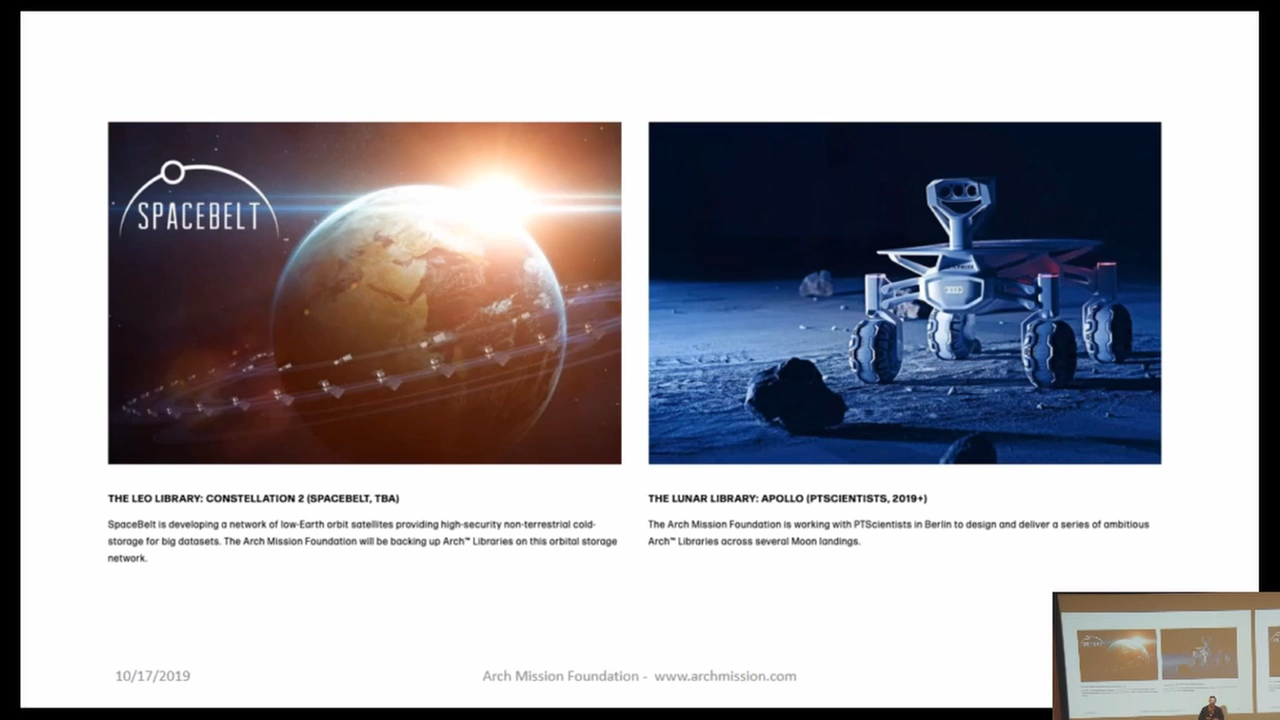 SPACEBELT
THE LEO LIBRARY: CONSTELLATION 2 (SPACEBELT, TBA)
SpaceBelt is developing a network of low-Earth orbit satellites providing high-security non-terrestrial cold-
storage for big datasets. The Arch Mission Foundation will be backing up Arch™ Libraries on this orbital storage
network.
THE LUNAR LIBRARY: APOLLO (PTSCIENTISTS, 2019+)
The Arch Mission Foundation is working with PTScientists in Berlin to design and deliver a series of ambitious
Arch™ Libraries across several Moon landings.
10/17/2019
Arch Mission Foundation - www.archmission.com